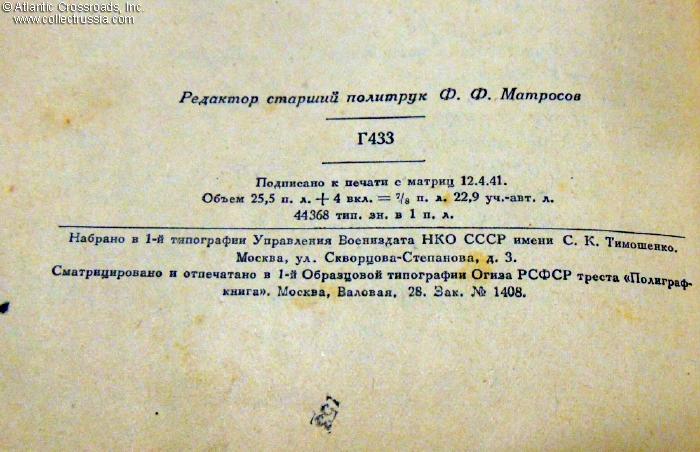 © Atlantic Crossroads, Inc.
www.collectrussia.com
Редактор старший политрук Ф. Ф. Матросов
Г433
Подписано к печати с матриц 12.4.41.
Объем 25,5 п. л. + 4 вкл. = 7/8 п. л. 22,9 уч.-авт. л.
44368 тип. зн. в 1 п. л.
Набрано в 1-й типографии Управления Воениздата НКО СССР имени С. К. Тимошенко.
Москва, ул. Скворцова-Степанова, д. 3.
Сматрицировано и отпечатано в 1-й Образцовой типографии Огиза РСФСР треста «Полиграф-
книга». Москва, Валовая, 28. Зак. № 1408.